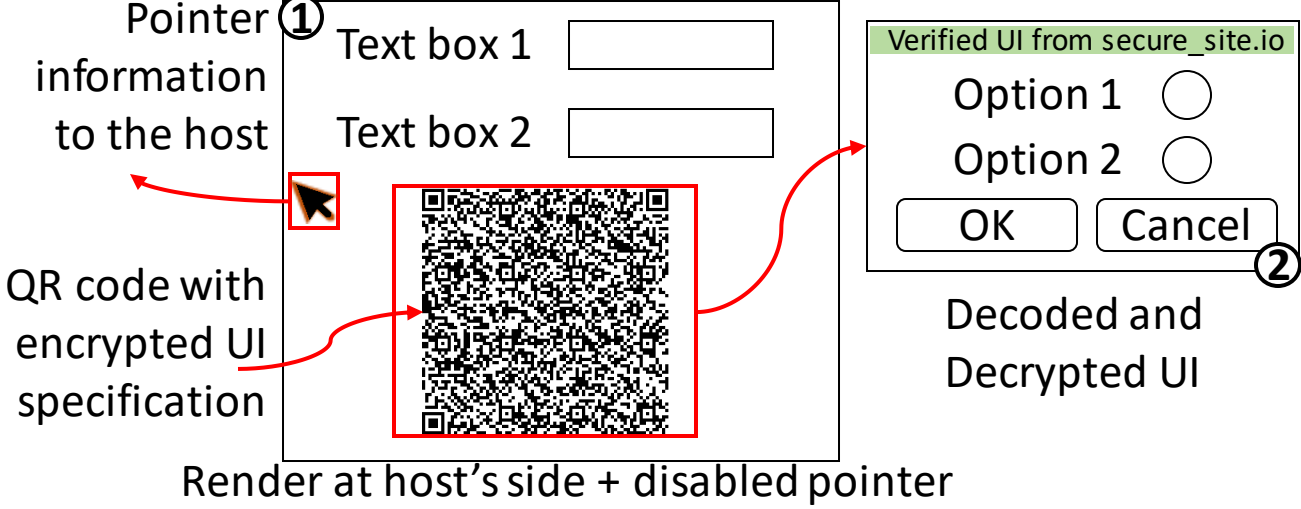 Pointer
information
to the host
1
Text box 1
Text box 2
QR code with
encrypted UI
specification
Verified UI from secure_site.io
Option 1
Option 2
OK
Cancel
2
Decoded and
Decrypted UI
Render at host's side + disabled pointer